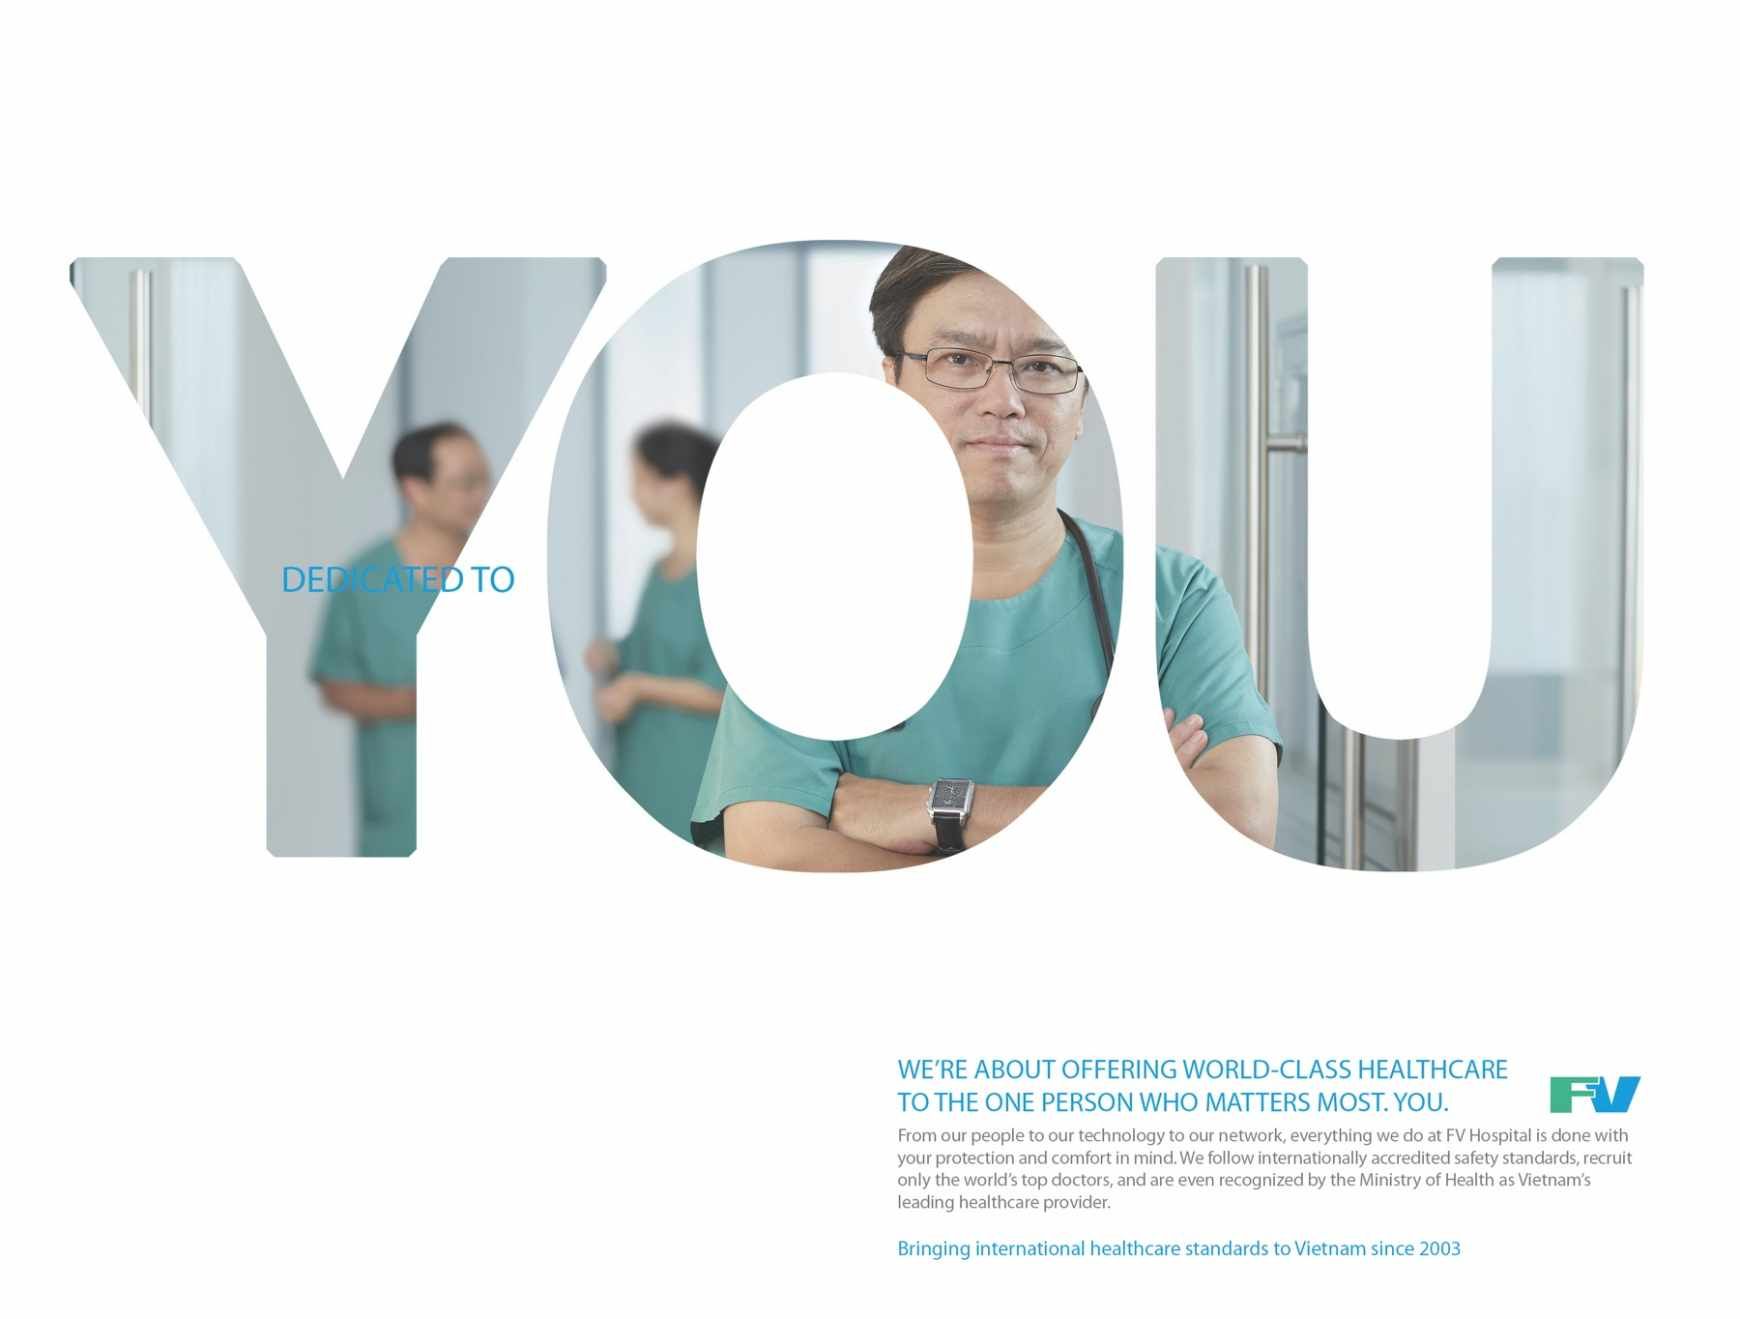 DEDICATED TO
YOU
WE’RE ABOUT OFFERING WORLD-CLASS HEALTHCARE
TO THE ONE PERSON WHO MATTERS MOST. YOU.
FV
From our people to our technology to our network, everything we do at FV Hospital is done with
your protection and comfort in mind. We follow internationally accredited safety standards, recruit
only the world’s top doctors, and are even recognized by the Ministry of Health as Vietnam’s
leading healthcare provider.
Bringing international healthcare standards to Vietnam since 2003